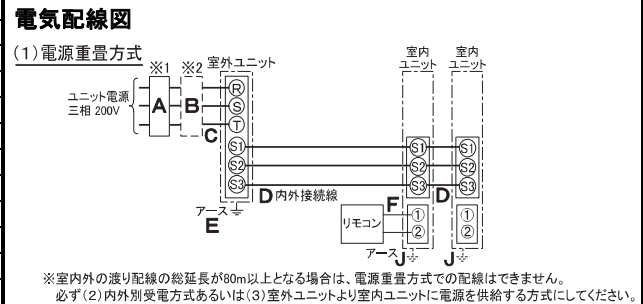 電気配線図
(1)電源重畳方式
※1
※2
室外ユニット
室内
ユニット
室内
ユニット
ユニット電源
三相 200V
A
B
C
R
S
T
S1
S2
S3
S1
S2
S3
S1
S2
S3
D 内外接続線
D
アース
E
F
リモコン
①
②
①
②
アース J
J
※室内外の渡り配線の総延長が80m以上となる場合は、電源重畳方式での配線はできません。
必ず(2)内外別受電方式あるいは(3)室外ユニットより室内ユニットに電源を供給する方式にしてください。